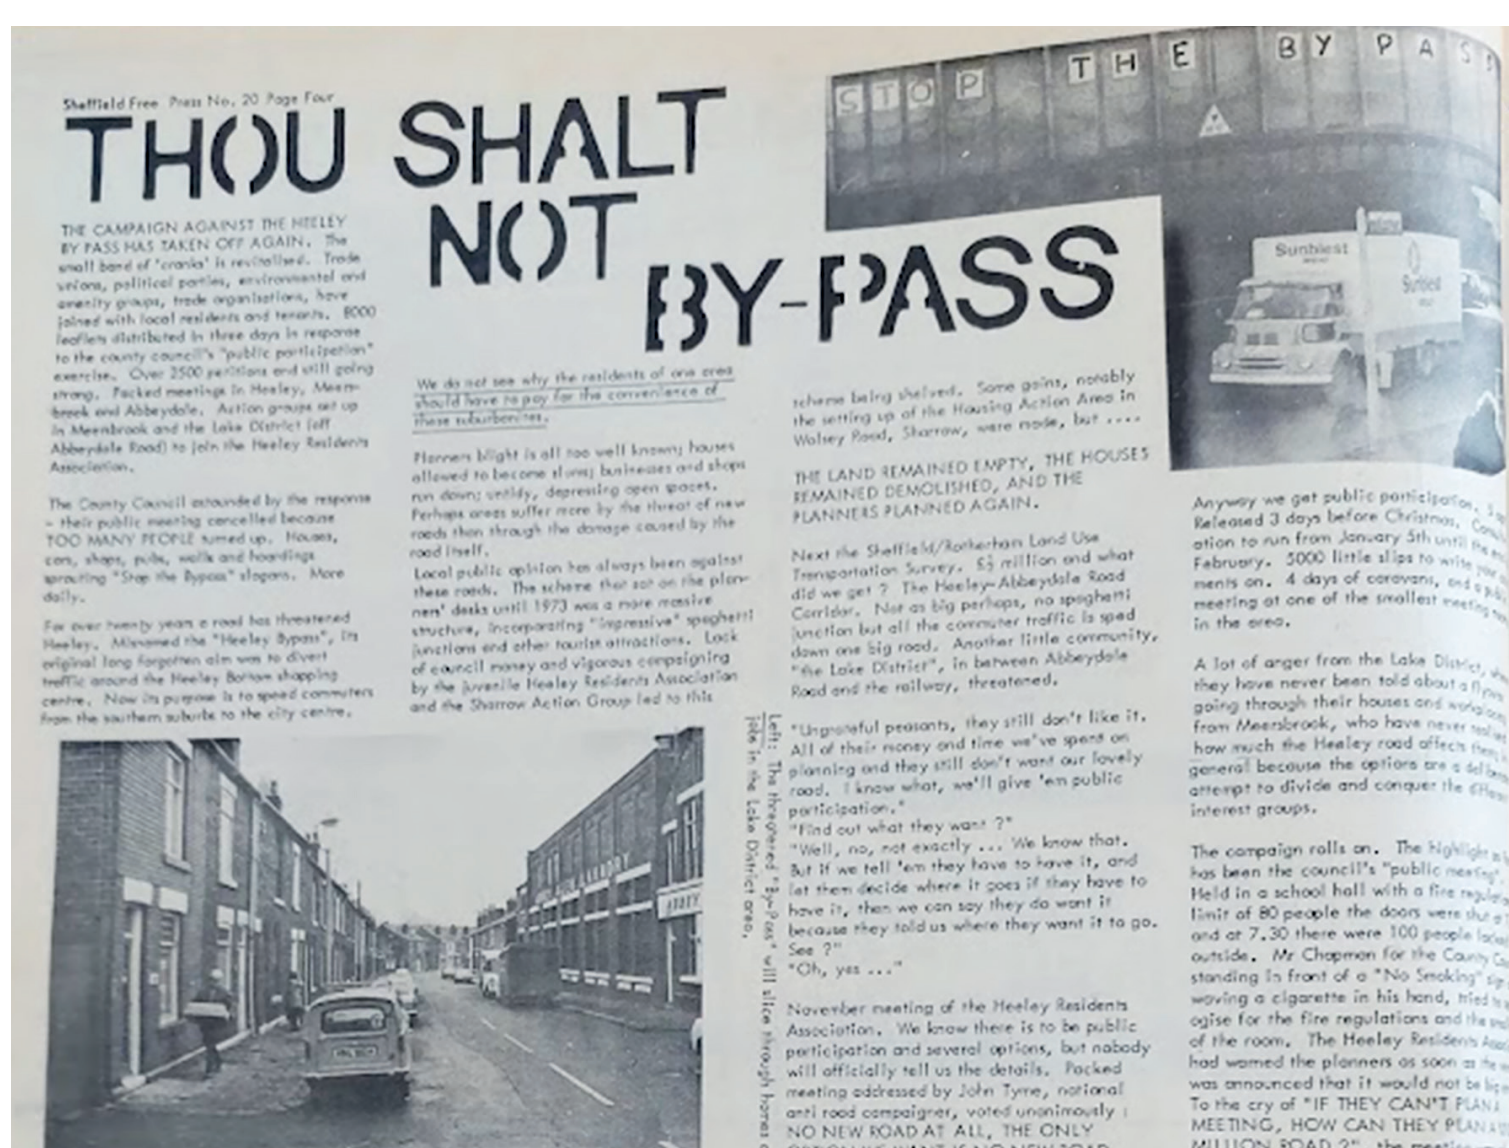 Sheffield Free Press No. 20 Page Four
THOU SHALT
NOT
BY-PASS
THE CAMPAIGN AGAINST THE HEELEY
BY PASS HAS TAKEN OFF AGAIN. The
small band of 'cranks' is revitalised. Trade
unions, political parties, environmental and
amenity groups, trade organisations, have
joined with local residents and tenants. 8000
leaflets distributed in three days in response
to the county council's "public participation"
exercise. Over 2500 petitions and still going
strong. Packed meetings in Heeley, Meers-
brook and Abbeydale. Action groups set up
in Meersbrook and the Lake District (off
Abbeydale Road) to join the Heeley Residents
Association.
The County Council astounded by the response
- their public meeting cancelled because
TOO MANY PEOPLE turned up. Houses,
cars, shops, pubs, walls and hoardings
sprouting "Stop the Bypass" slogans. More
daily.
For over twenty years a road has threatened
Heeley. Misnamed the "Heeley Bypass", its
original long forgotten aim was to divert
traffic around the Heeley Bottom shopping
centre. Now its purpose is to speed commuters
from the southern suburbs to the city centre.
We do not see why the residents of one area
should have to pay for the convenience of
these suburbanites.
Planners blight is all too well known; houses
allowed to become slums; businesses and shops
run down; untidy, depressing open spaces.
Perhaps areas suffer more by the threat of new
roads than through the damage caused by the
road itself.
Local public opinion has always been against
these roads. The scheme that sat on the plan-
ners' desks until 1973 was a more massive
structure, incorporating "impressive" spaghetti
junctions and other tourist attractions. Lack
of council money and vigorous campaigning
by the juvenile Heeley Residents Association
and the Sharrow Action Group led to this
Left: The threatened "By-Pass" will slice through homes
jobs in the Lake District area.
STOP THE BY PASS
Sunblest
Sunblest
scheme being shelved. Some gains, notably
the setting up of the Housing Action Area in
Wolsey Road, Sharrow, were made, but ....
THE LAND REMAINED EMPTY, THE HOUSES
REMAINED DEMOLISHED, AND THE
PLANNERS PLANNED AGAIN.
Next the Sheffield/Rotherham Land Use
Transportation Survey. £½ million and what
did we get ? The Heeley-Abbeydale Road
Corridor. Not as big perhaps, no spaghetti
junction but all the commuter traffic is sped
down one big road. Another little community,
"the Lake District", in between Abbeydale
Road and the railway, threatened.
"Ungrateful peasants, they still don't like it.
All of their money and time we've spent on
planning and they still don't want our lovely
road. I know what, we'll give 'em public
participation."
"Find out what they want ?"
"Well, no, not exactly ... We know that.
But if we tell 'em they have to have it, and
let them decide where it goes if they have to
have it, then we can say they do want it
because they told us where they want it to go.
See ?"
"Oh, yes ..."
November meeting of the Heeley Residents
Association. We know there is to be public
participation and several options, but nobody
will officially tell us the details. Packed
meeting addressed by John Tyme, national
anti road campaigner, voted unanimously :
NO NEW ROAD AT ALL, THE ONLY
Anyway we get public participation.
Released 3 days before Christmas.
ation to run from January 5th until the
February. 5000 little slips to write your
ments on. 4 days of caravans, and a
meeting at one of the smallest meeting
in the area.
A lot of anger from the Lake District,
they have never been told about a
going through their houses and
from Meersbrook, who have never
how much the Heeley road affects
general because the options are a
attempt to divide and conquer the
interest groups.
The campaign rolls on. The highlight
has been the council's "public meeting"
Held in a school hall with a fire
limit of 80 people the doors were shut
and at 7.30 there were 100 people
outside. Mr Chapman for the County
standing in front of a "No Smoking"
waving a cigarette in his hand, tried
ogise for the fire regulations and the
of the room. The Heeley Residents
had warned the planners as soon as the
was announced that it would not be
To the cry of "IF THEY CAN'T PLAN
MEETING, HOW CAN THEY PLAN
MILLION ROAD ?"